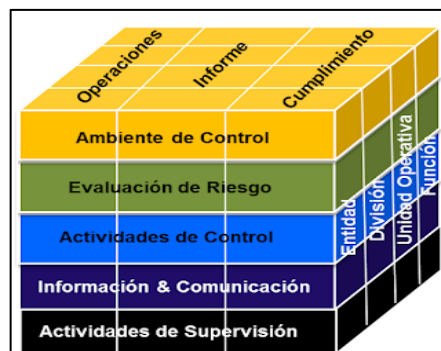 Operaciones
Informe
Cumplimiento
Ambiente de Control
Evaluación de Riesgo
Actividades de Control
Información & Comunicación
Actividades de Supervisión
Entidad
División
Unidad Operativa
Función